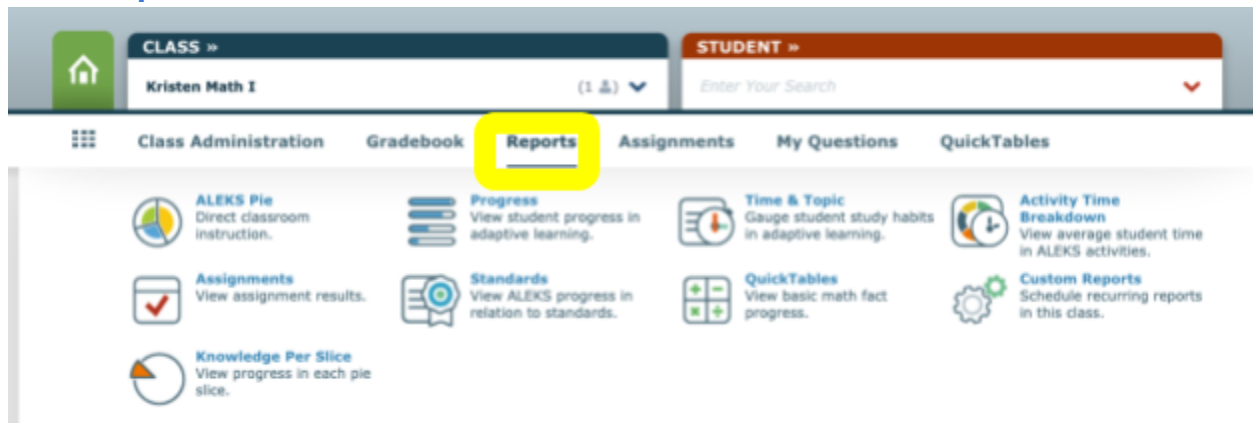 CLASS »
STUDENT »
Kristen Math I (1)
Enter Your Search
Class Administration Gradebook Reports Assignments My Questions QuickTables
ALEKS Pie
Direct classroom
instruction.
Progress
View student progress in
adaptive learning.
Time & Topic
Gauge student study habits
in adaptive learning.
Activity Time
Breakdown
View average student time
in ALEKS activities.
Assignments
View assignment results.
Standards
View ALEKS progress in
relation to standards.
QuickTables
View basic math fact
progress.
Custom Reports
Schedule recurring reports
in this class.
Knowledge Per Slice
View progress in each pie
slice.